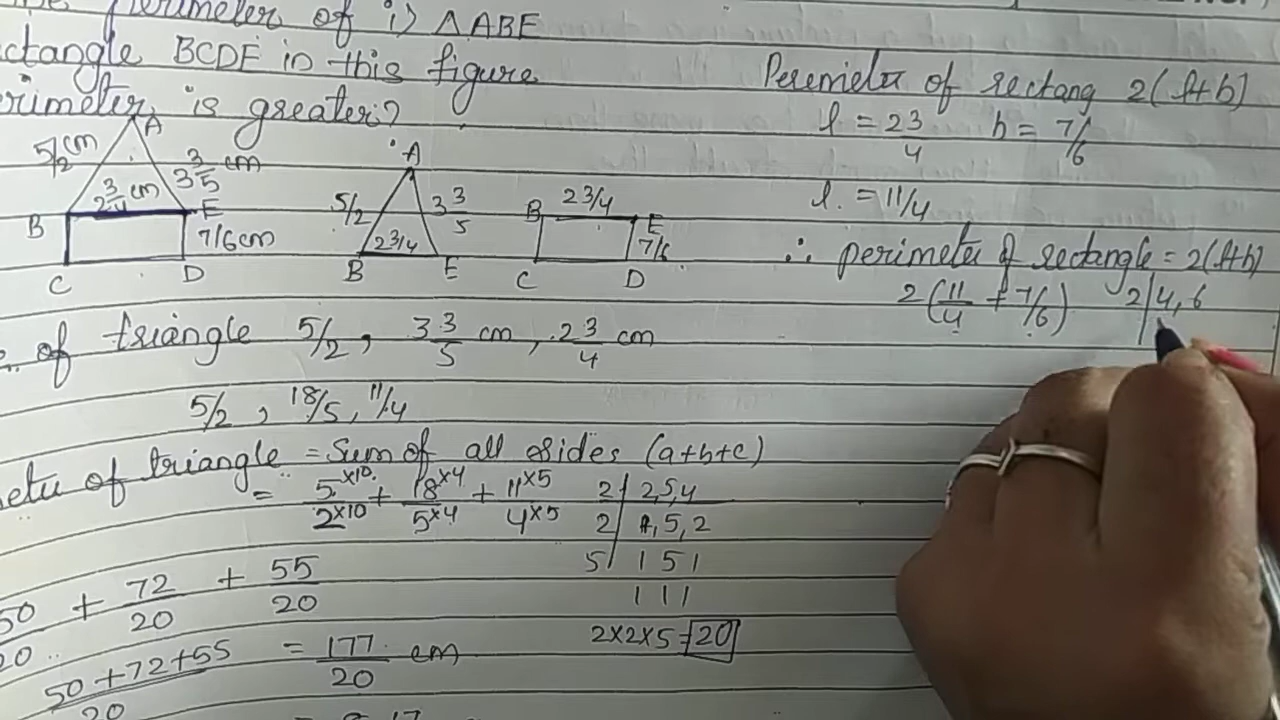 perimeter of i) △ABE
ctangle BCDE in this figure
erimeter is greater?
A
5/2 cm
3 3/5 cm
2 3/4 cm
B
E
7/6 cm
C
D
A
5/2
3 3/5
2 3/4
B
E
2 3/4
B
E
7/6
C
D
of triangle 5/2, 3 3/5 cm, 2 3/4 cm
5/2, 18/5, 11/4
of triangle = Sum of all sides (a+b+c)
= 5×10/2×10 + 18×4/5×4 + 11×5/4×5
2 | 2, 5, 4
2 | 1, 5, 2
5 | 1 5 1
1 1 1
2×2×5=20
50/20 + 72/20 + 55/20
50+72+55/20 = 177/20 cm
Peremieter of rectang 2(l+b)
l = 2 3/4 b = 7/6
l. = 11/4
∴ perimeter of rectangle = 2(l+b)
2(11/4 + 7/6) 2 | 4, 6